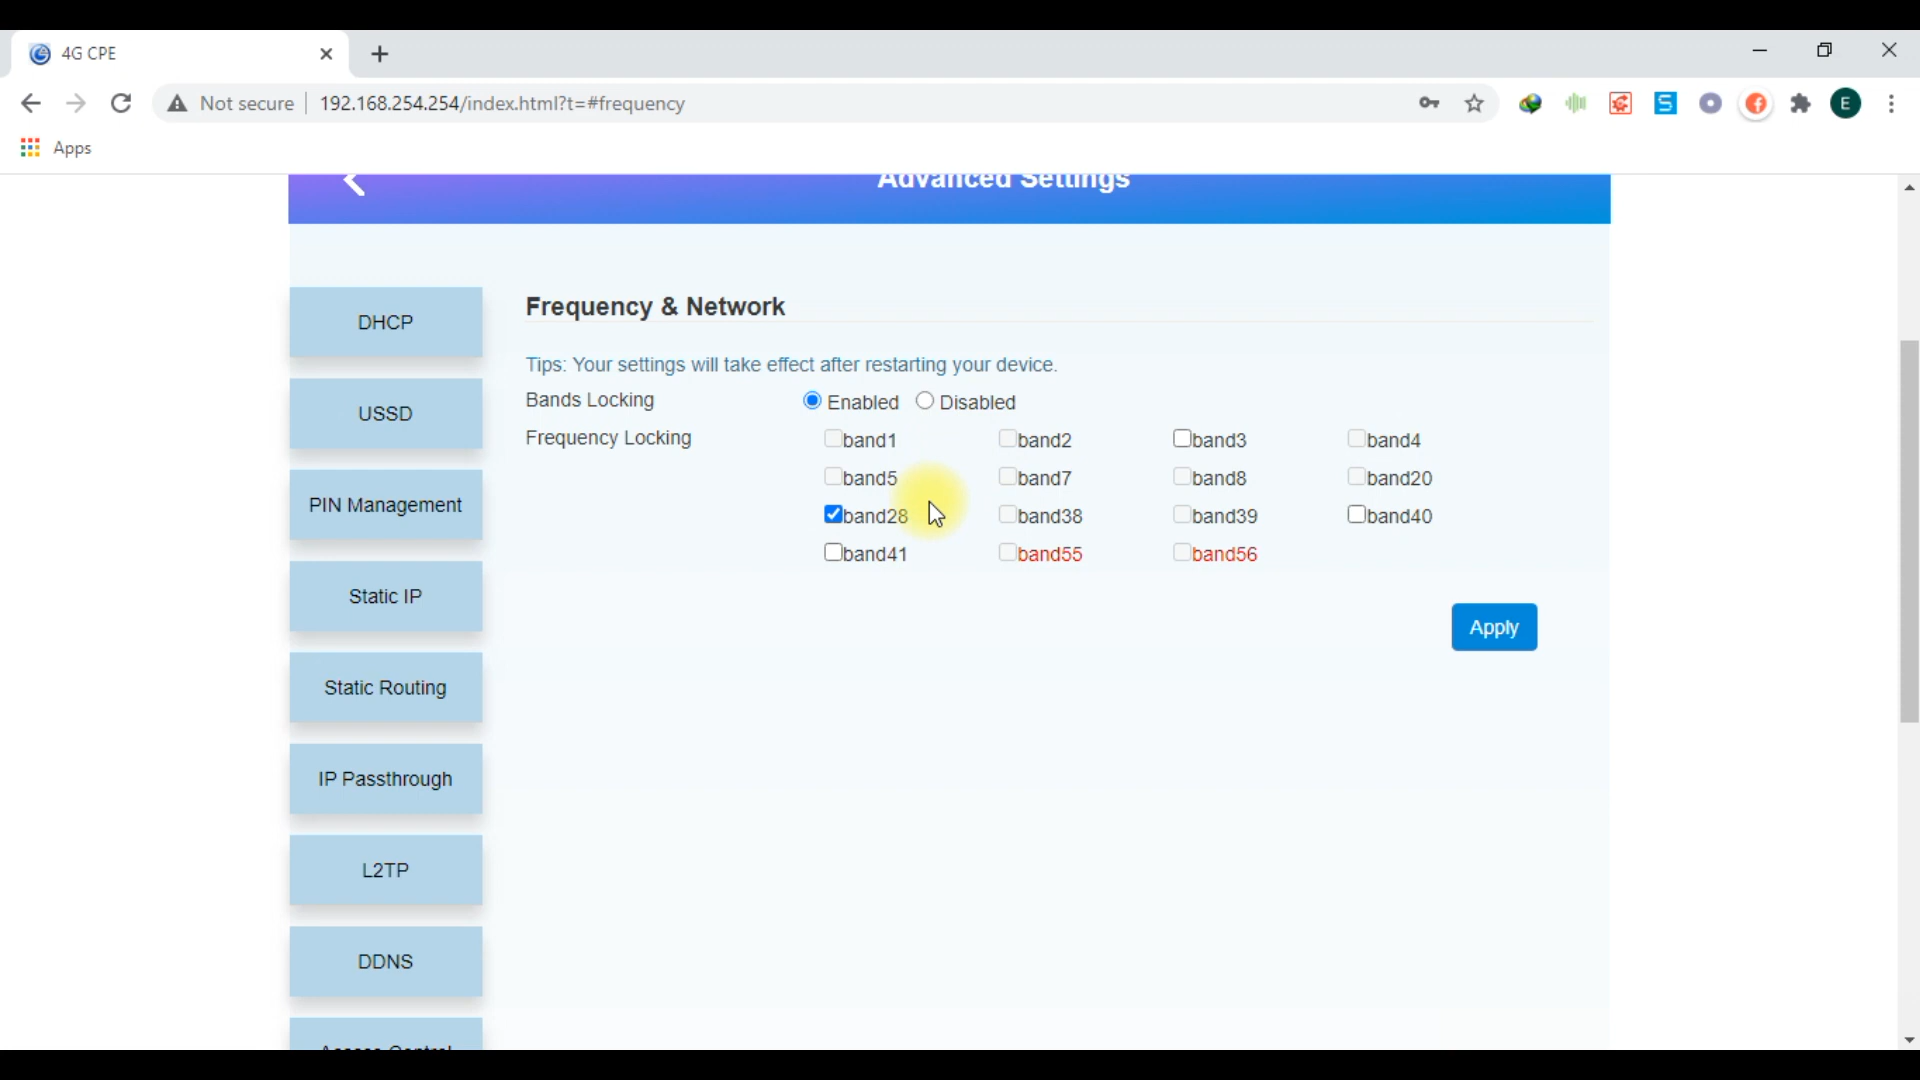 4G CPE
Not secure 192.168.254.254/index.html?t=#frequency
E
Apps
Advanced Settings
DHCP
USSD
PIN Management
Static IP
Static Routing
IP Passthrough
L2TP
DDNS
Access Control
Frequency & Network
Tips: Your settings will take effect after restarting your device.
Bands Locking Enabled Disabled
Frequency Locking band1 band2 band3 band4
band5 band7 band8 band20
band28 band38 band39 band40
band41 band55 band56
Apply